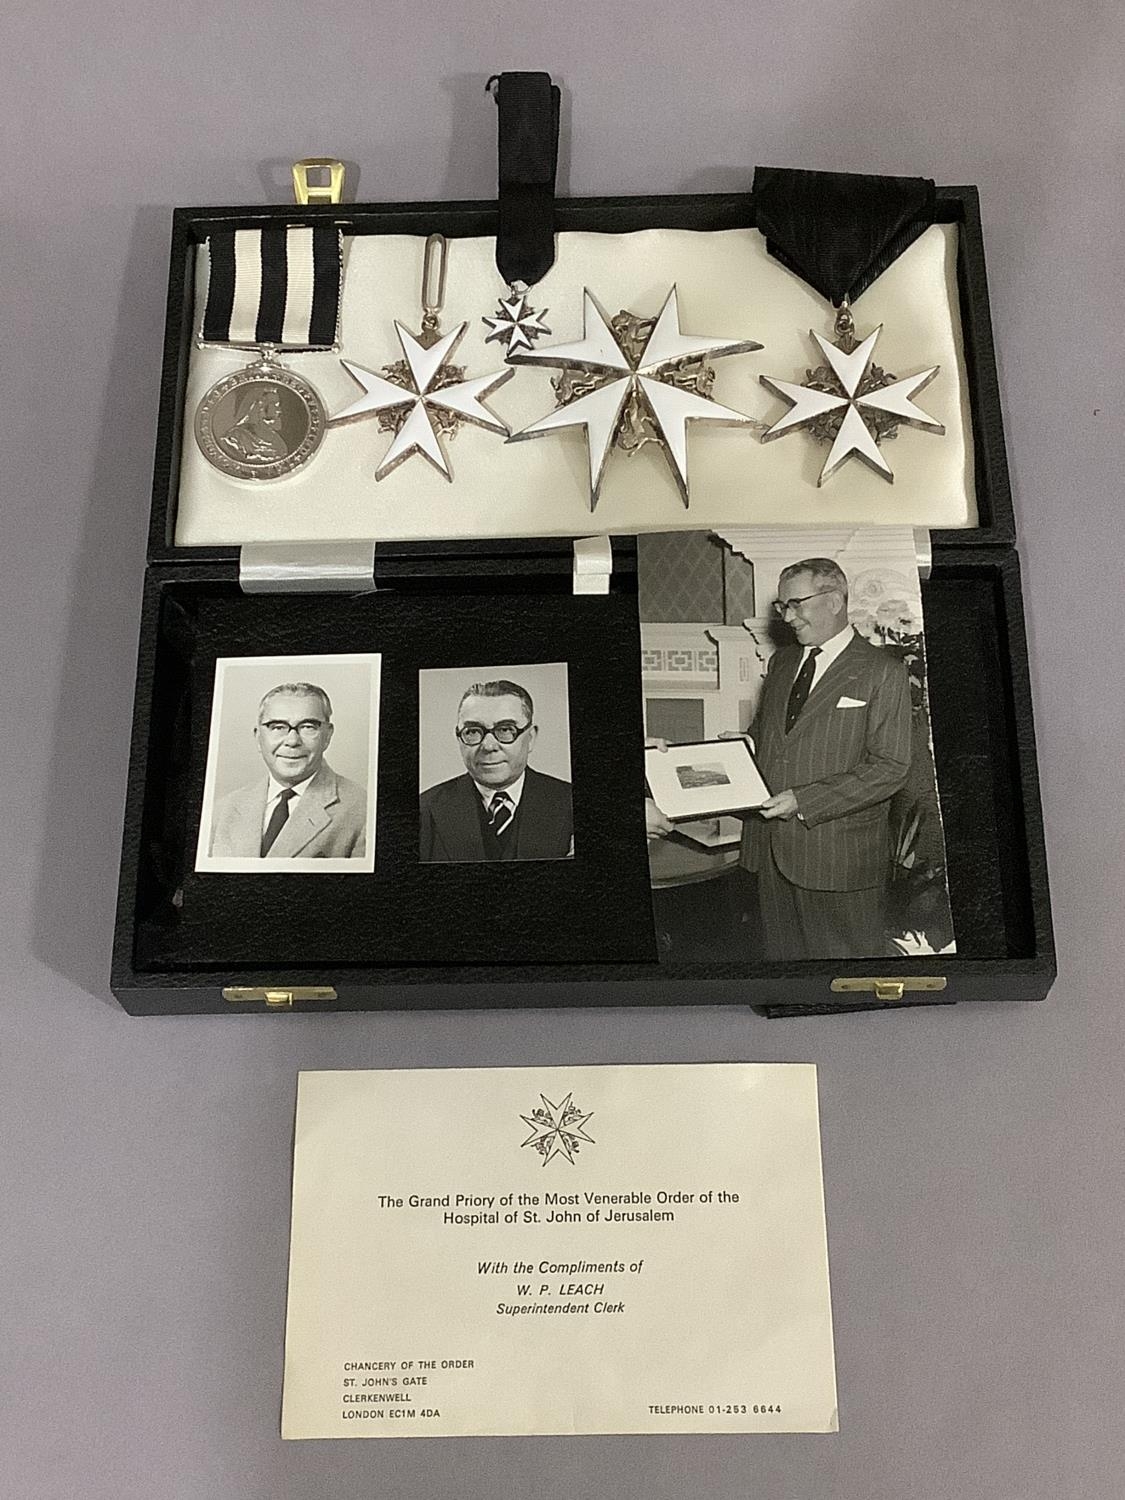 The Grand Priory of the Most Venerable Order of the
Hospital of St. John of Jerusalem
With the Compliments of
W. P. LEACH
Superintendent Clerk
CHANCERY OF THE ORDER
ST. JOHN'S GATE
CLERKENWELL
LONDON EC1M 4DA
TELEPHONE 01-253 6644